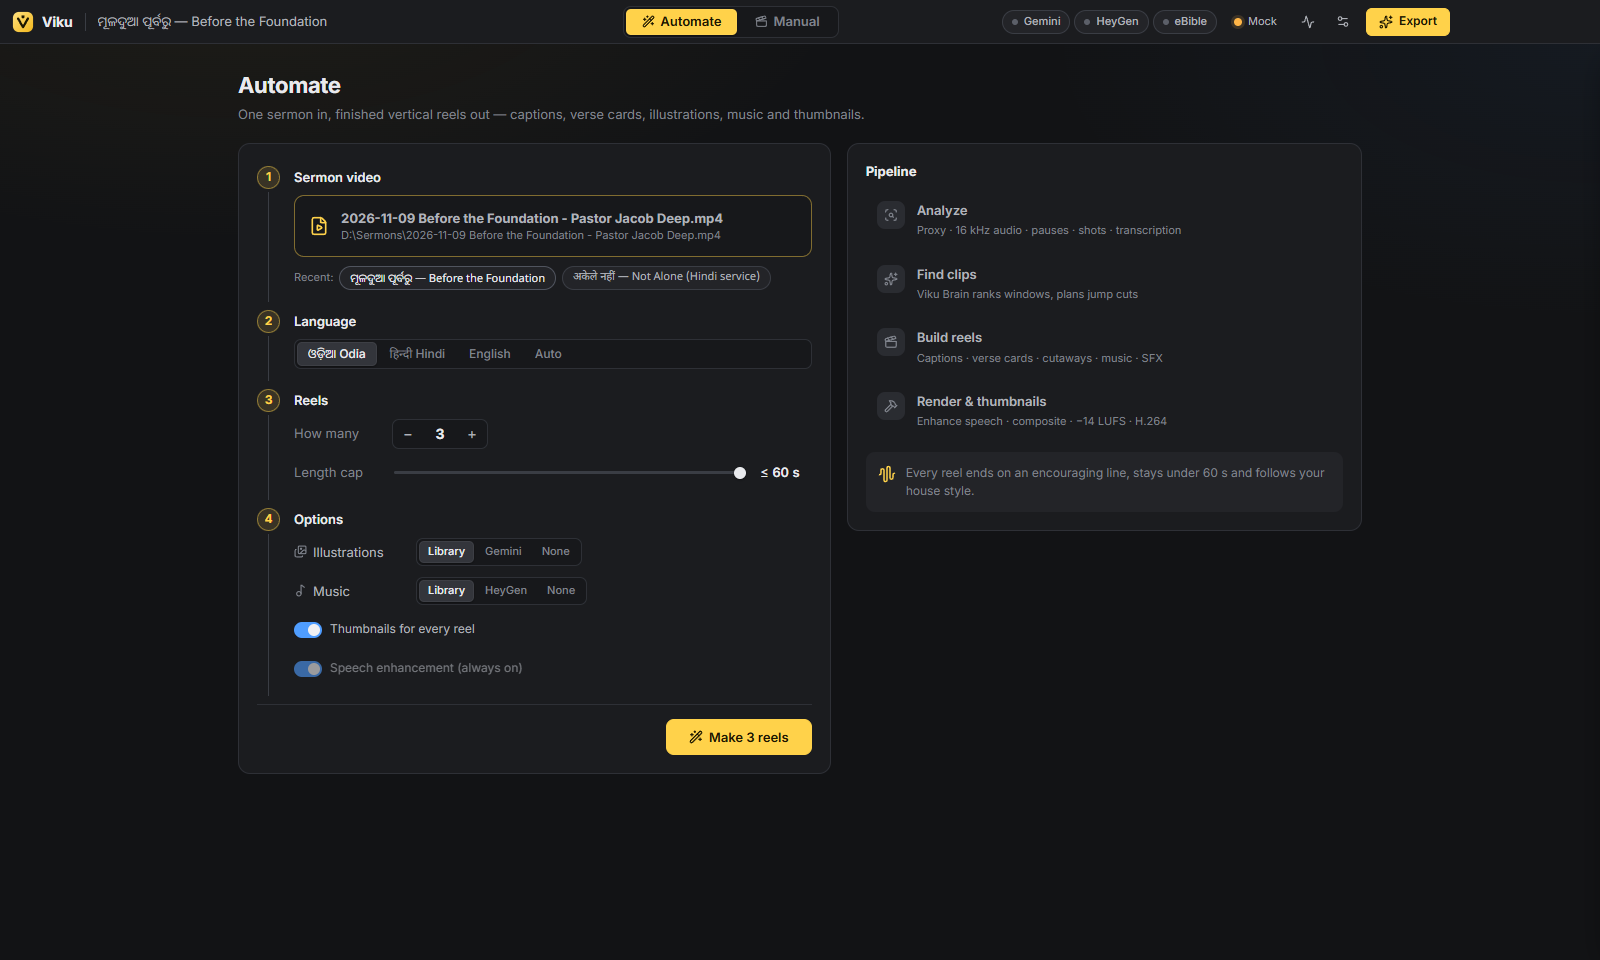 Viku
ମୂଳଦୁଆ ପୂର୍ବରୁ — Before the Foundation
Automate
Manual
Gemini
HeyGen
eBible
Mock
Export
Automate
One sermon in, finished vertical reels out — captions, verse cards, illustrations, music and thumbnails.
1
Sermon video
2026-11-09 Before the Foundation - Pastor Jacob Deep.mp4
D:\Sermons\2026-11-09 Before the Foundation - Pastor Jacob Deep.mp4
Recent:
ମୂଳଦୁଆ ପୂର୍ବରୁ — Before the Foundation
अकेले नहीं — Not Alone (Hindi service)
2
Language
ଓଡ଼ିଆ Odia
हिन्दी Hindi
English
Auto
3
Reels
How many
− 3 +
Length cap
≤ 60 s
4
Options
Illustrations
Library
Gemini
None
Music
Library
HeyGen
None
Thumbnails for every reel
Speech enhancement (always on)
Make 3 reels
Pipeline
Analyze
Proxy · 16 kHz audio · pauses · shots · transcription
Find clips
Viku Brain ranks windows, plans jump cuts
Build reels
Captions · verse cards · cutaways · music · SFX
Render & thumbnails
Enhance speech · composite · −14 LUFS · H.264
Every reel ends on an encouraging line, stays under 60 s and follows your
house style.